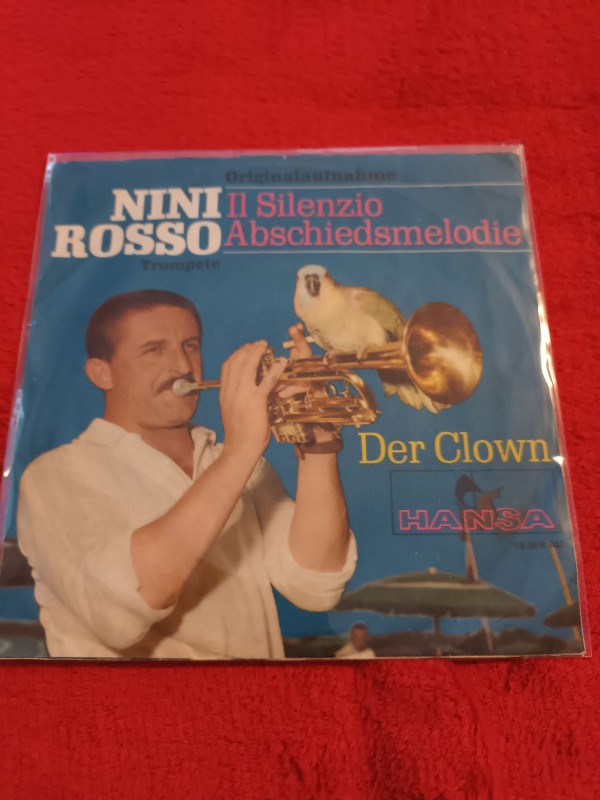 Originalaufnahme
NINI
ROSSO
Il Silenzio
Abschiedsmelodie
Trompete
Der Clown
HANSA